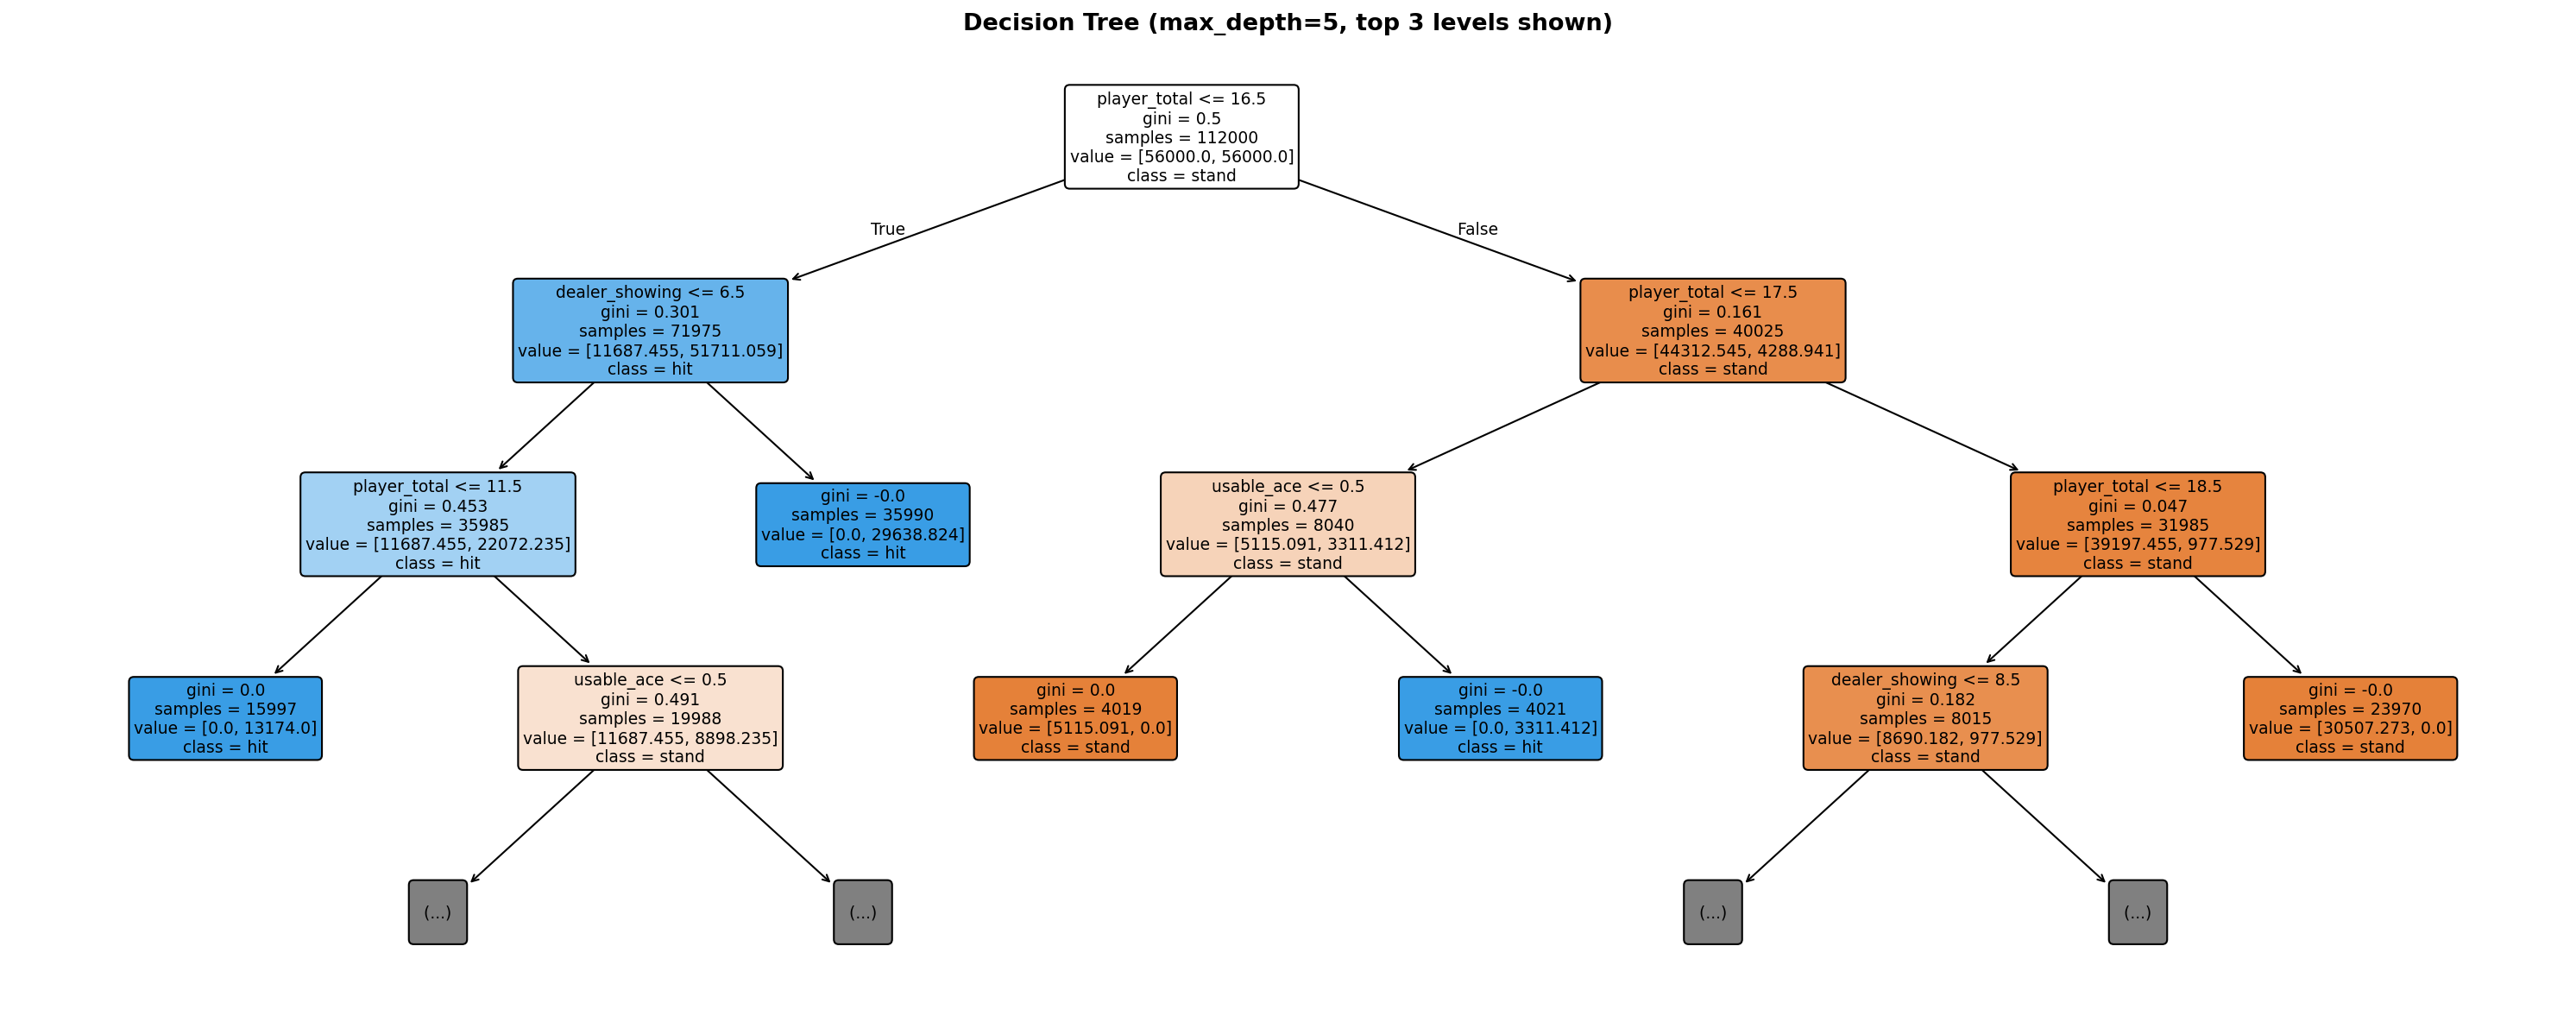 Decision Tree (max_depth=5, top 3 levels shown)
player_total <= 16.5
gini = 0.5
samples = 112000
value = [56000.0, 56000.0]
class = stand
True
False
dealer_showing <= 6.5
gini = 0.301
samples = 71975
value = [11687.455, 51711.059]
class = hit
player_total <= 17.5
gini = 0.161
samples = 40025
value = [44312.545, 4288.941]
class = stand
player_total <= 11.5
gini = 0.453
samples = 35985
value = [11687.455, 22072.235]
class = hit
gini = -0.0
samples = 35990
value = [0.0, 29638.824]
class = hit
usable_ace <= 0.5
gini = 0.477
samples = 8040
value = [5115.091, 3311.412]
class = stand
player_total <= 18.5
gini = 0.047
samples = 31985
value = [39197.455, 977.529]
class = stand
gini = 0.0
samples = 15997
value = [0.0, 13174.0]
class = hit
usable_ace <= 0.5
gini = 0.491
samples = 19988
value = [11687.455, 8898.235]
class = stand
gini = 0.0
samples = 4019
value = [5115.091, 0.0]
class = stand
gini = -0.0
samples = 4021
value = [0.0, 3311.412]
class = hit
dealer_showing <= 8.5
gini = 0.182
samples = 8015
value = [8690.182, 977.529]
class = stand
gini = -0.0
samples = 23970
value = [30507.273, 0.0]
class = stand
(...)
(...)
(...)
(...)